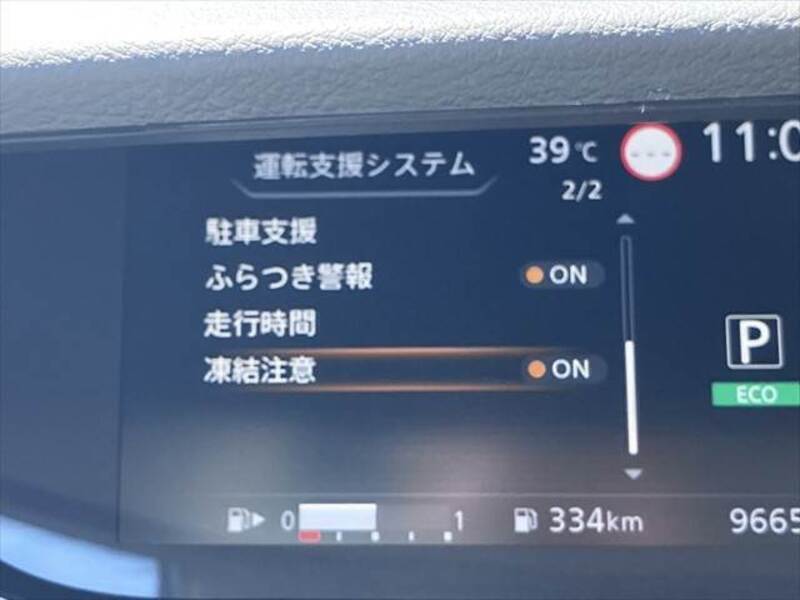 運転支援システム
39℃
11:0
2/2
駐車支援
ふらつき警報 ON
走行時間
凍結注意 ON
P
ECO
0 1 334km 9665